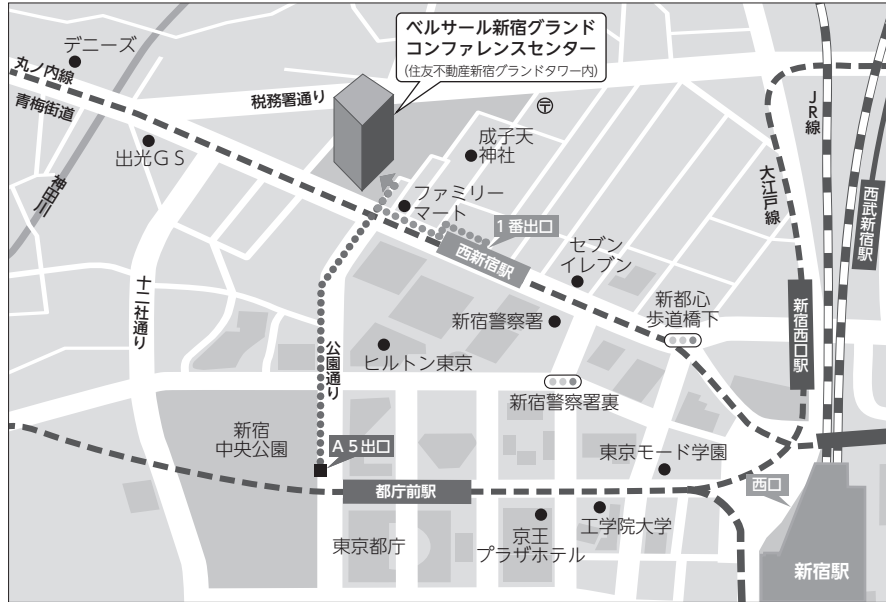 ベルサール新宿グランド
コンファレンスセンター
(住友不動産新宿グランドタワー内)
デニーズ
丸ノ内線
青梅街道
税務署通り
〒
JR線
大江戸線
西武新宿駅
出光GS
神田川
成子天
神社
ファミリー
マート
1番出口
西新宿駅
セブン
イレブン
新都心
歩道橋下
新宿西口駅
十二社通り
公園通り
新宿警察署
ヒルトン東京
新宿警察署裏
新宿
中央公園
A5出口
東京モード学園
都庁前駅
西口
東京都庁
京王
プラザホテル
工学院大学
新宿駅